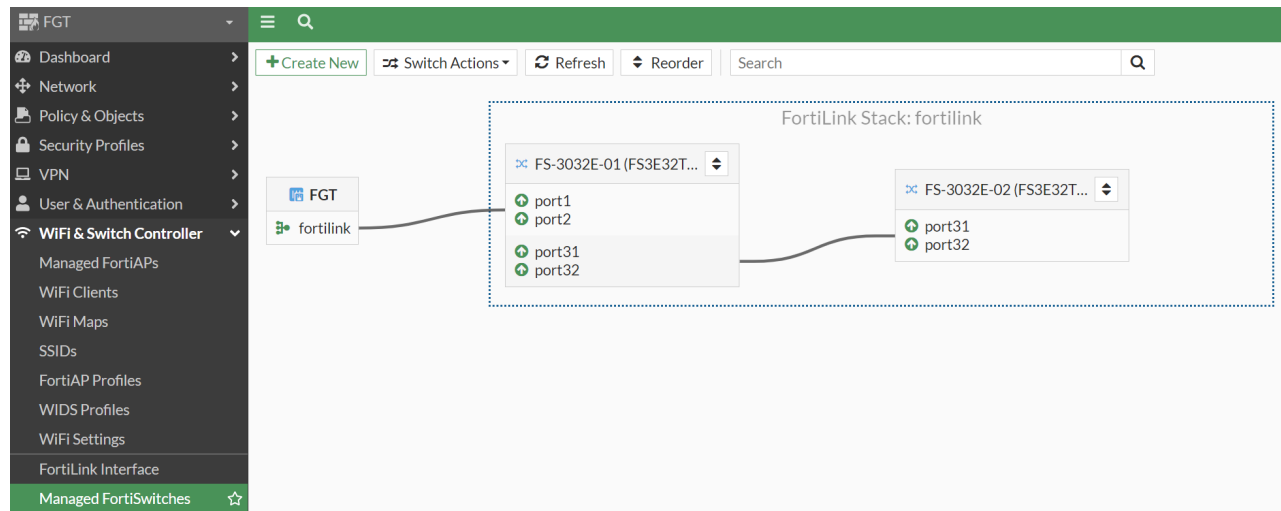 FGT
Dashboard
Network
Policy & Objects
Security Profiles
VPN
User & Authentication
WiFi & Switch Controller
Managed FortiAPs
WiFi Clients
WiFi Maps
SSIDs
FortiAP Profiles
WIDS Profiles
WiFi Settings
FortiLink Interface
Managed FortiSwitches
+Create New Switch Actions Refresh Reorder Search
FortiLink Stack: fortilink
FGT
fortilink
FS-3032E-01 (FS3E32T...
port1
port2
port31
port32
FS-3032E-02 (FS3E32T...
port31
port32